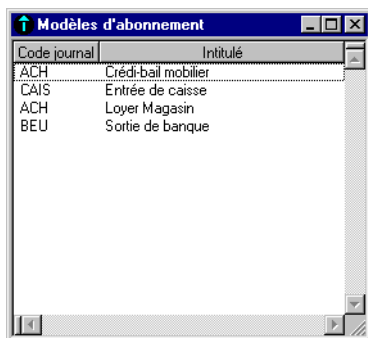 Modèles d'abonnement
Code journal Intitulé
ACH Crédi-bail mobilier
CAIS Entrée de caisse
ACH Loyer Magasin
BEU Sortie de banque